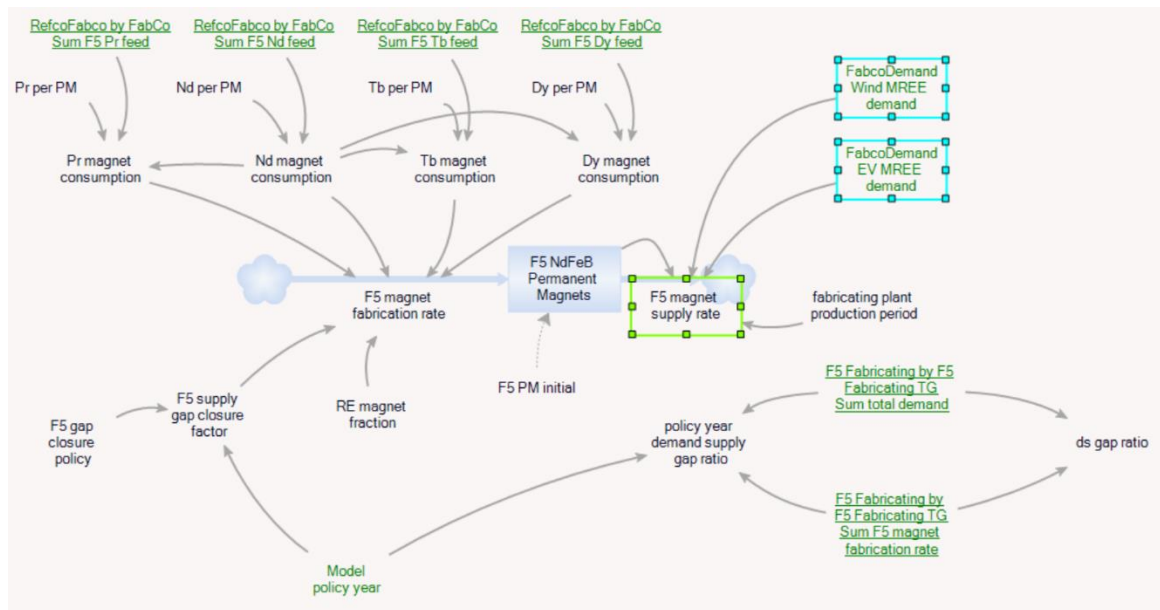 RefcoFabco by FabCo
Sum F5 Pr feed
RefcoFabco by FabCo
Sum F5 Nd feed
RefcoFabco by FabCo
Sum F5 Tb feed
RefcoFabco by FabCo
Sum F5 Dy feed
FabcoDemand
Wind MREE
demand
Pr per PM
Nd per PM
Tb per PM
Dy per PM
FabcoDemand
EV MREE
demand
Pr magnet
consumption
Nd magnet
consumption
Tb magnet
consumption
Dy magnet
consumption
F5 NdFeB
Permanent
Magnets
F5 magnet
fabrication rate
F5 magnet
supply rate
fabricating plant
production period
F5 PM initial
F5 supply
gap closure
factor
RE magnet
fraction
F5 gap
closure
policy
F5 Fabricating by F5
Fabricating TG
Sum total demand
policy year
demand supply
gap ratio
ds gap ratio
F5 Fabricating by
F5 Fabricating TG
Sum F5 magnet
fabrication rate
Model
policy year